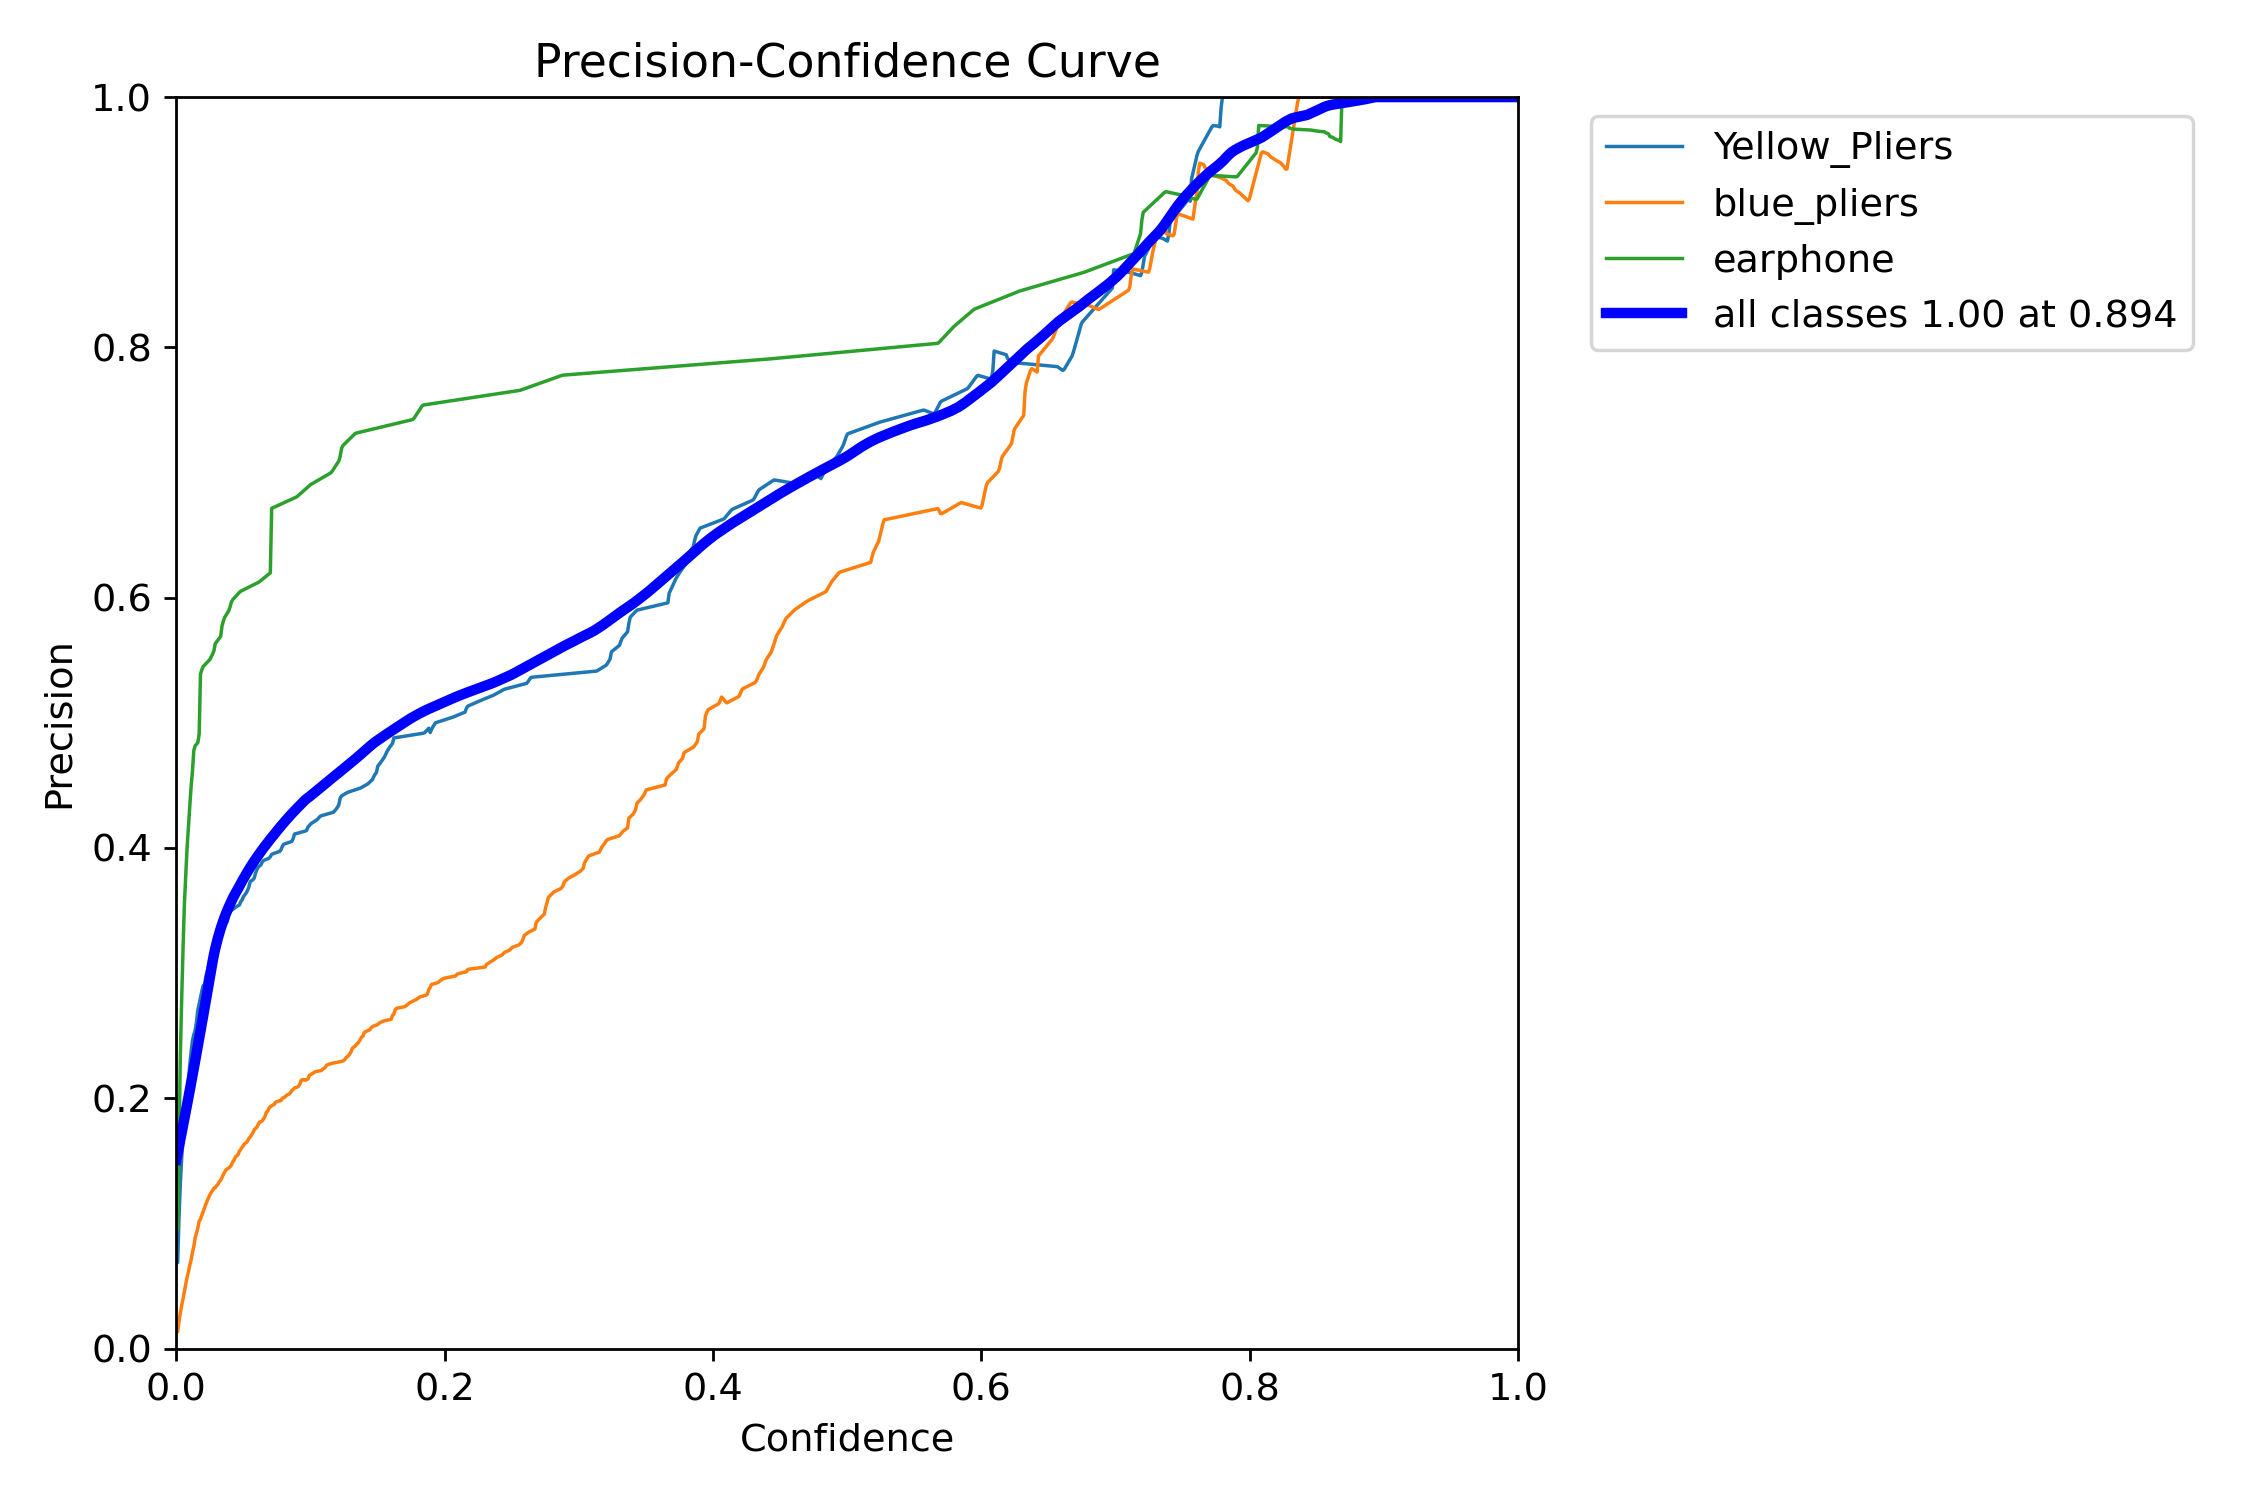 Precision-Confidence Curve
1.0
0.8
0.6
0.4
0.2
0.0
Precision
0.0 0.2 0.4 0.6 0.8 1.0
Confidence
Yellow_Pliers
blue_pliers
earphone
all classes 1.00 at 0.894